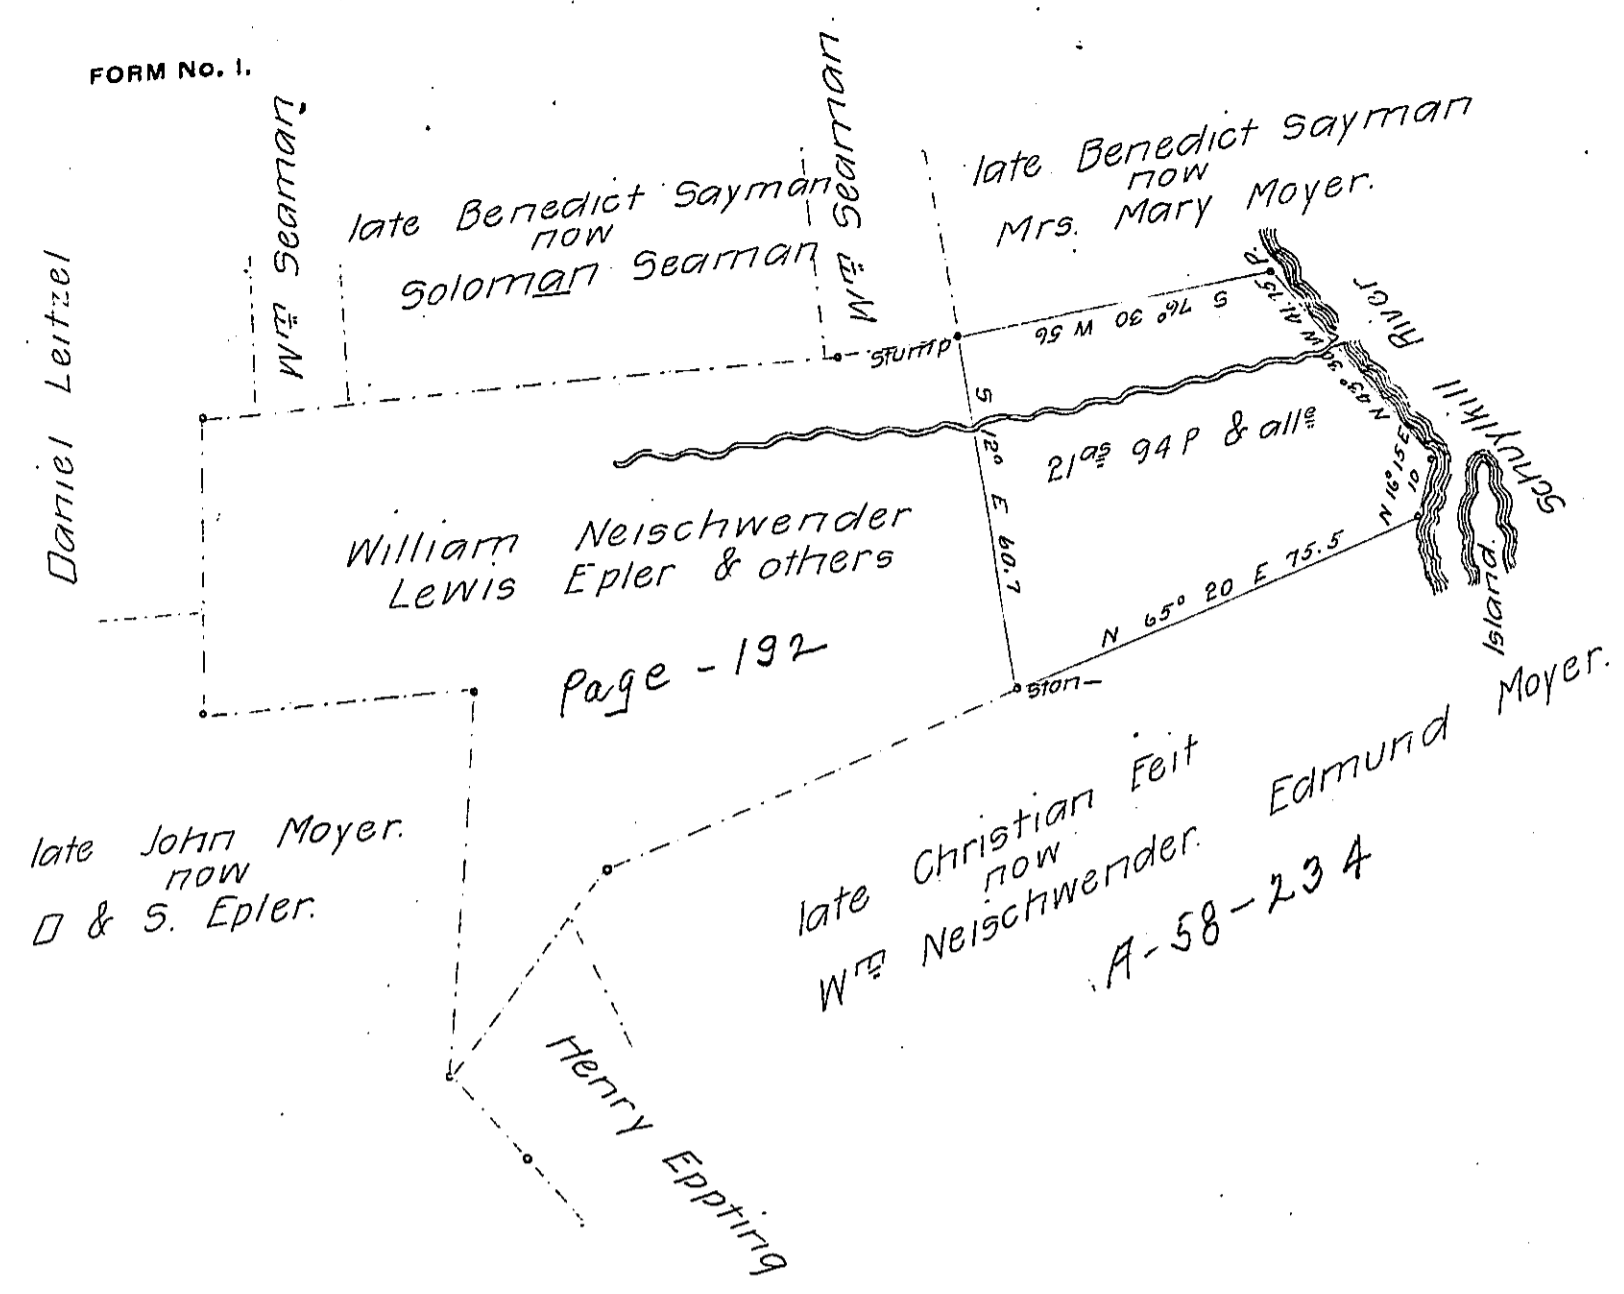 FORM No. 1.
Daniel Leitzel
Wm Seaman
late Benedict Sayman
now
Soloman Seaman
Wm Seaman
late Benedict Sayman
now
Mrs. Mary Moyer.
Stump
S 76° 30 W 56
P.
N 43° 30 W 41.75
Schuylkill River
S 12° E 60.7
21as 94 P & alle
N 16° 15 E
10
Island.
N 65° 20 E 75.5
Ston-
William Neischwender
Lewis Epler & others
Page - 192
late John Moyer.
now
D & S. Epler.
late Christian Feit
now
Wm Neischwender. Edmund Moyer.
A-58-234
Henry Eppting